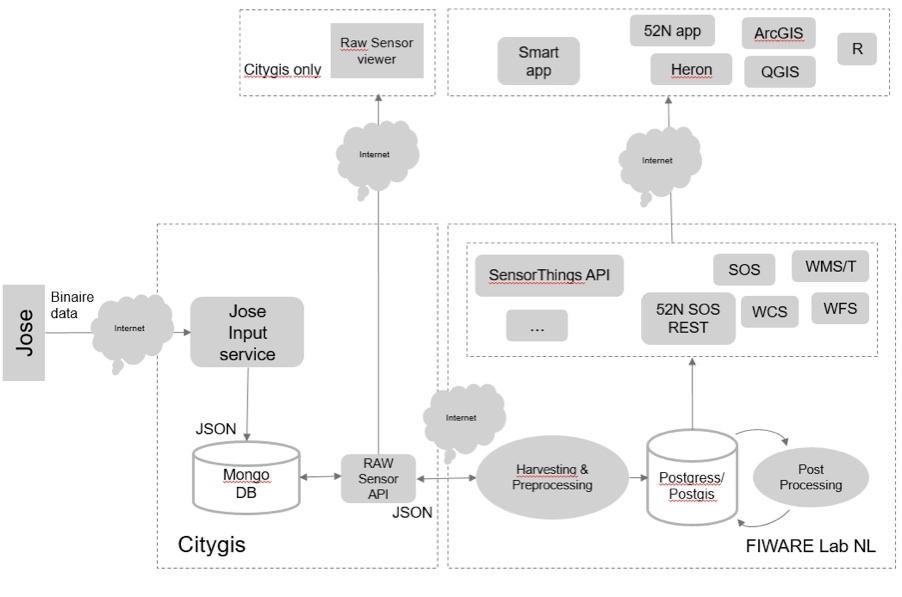 Citygis only
Raw Sensor
viewer
Smart
app
52N app
ArcGIS
R
Heron
QGIS
Internet
Internet
Jose
Binaire
data
Internet
Jose
Input
service
SensorThings API
SOS
WMS/T
...
52N SOS
REST
WCS
WFS
JSON
Mongo
DB
RAW
Sensor
API
JSON
Internet
Harvesting &
Preprocessing
Postgress/
Postgis
Post
Processing
Citygis
FIWARE Lab NL